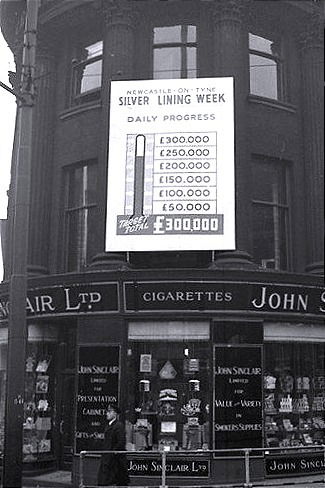 NEWCASTLE-ON-TYNE
SILVER LINING WEEK
DAILY PROGRESS
£300.000
£250.000
£200.000
£150.000
£100.000
£50.000
TARGET TOTAL £300,000
SINCLAIR LTD
CIGARETTES
JOHN S
JOHN SINCLAIR
LIMITED
FOR
PRESENTATION
CABINETS
AND
GIFTS
JOHN SINCLAIR
LIMITED
FOR
VALUE AND VARIETY
IN
SMOKERS SUPPLIES
JOHN SINCLAIR LTD
JOHN SINCLAIR